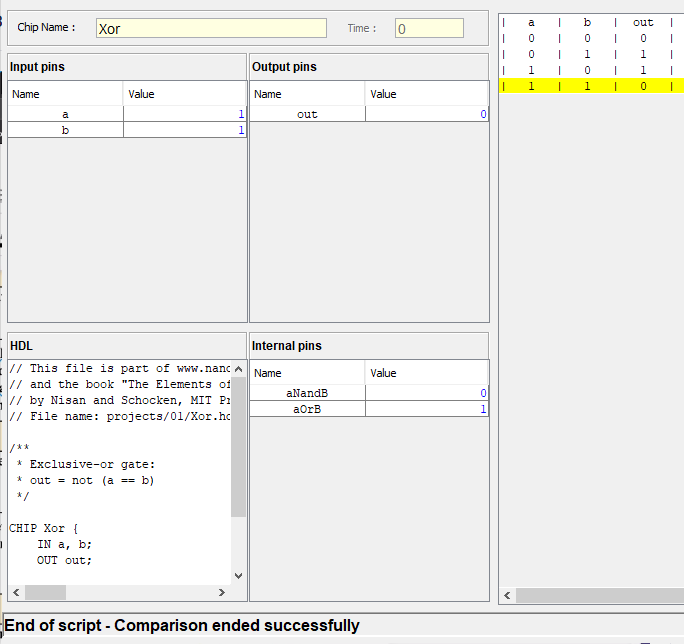 Chip Name : Xor Time : 0
Input pins
Name Value
a 1
b 1
Output pins
Name Value
out 0
| a | b | out |
| 0 | 0 | 0 |
| 0 | 1 | 1 |
| 1 | 0 | 1 |
| 1 | 1 | 0 |
HDL
// This file is part of www.nand
// and the book "The Elements of
// by Nisan and Schocken, MIT Pr
// File name: projects/01/Xor.hd
/**
 * Exclusive-or gate:
 * out = not (a == b)
 */
CHIP Xor {
    IN a, b;
    OUT out;
Internal pins
Name Value
aNandB 0
aOrB 1
End of script - Comparison ended successfully